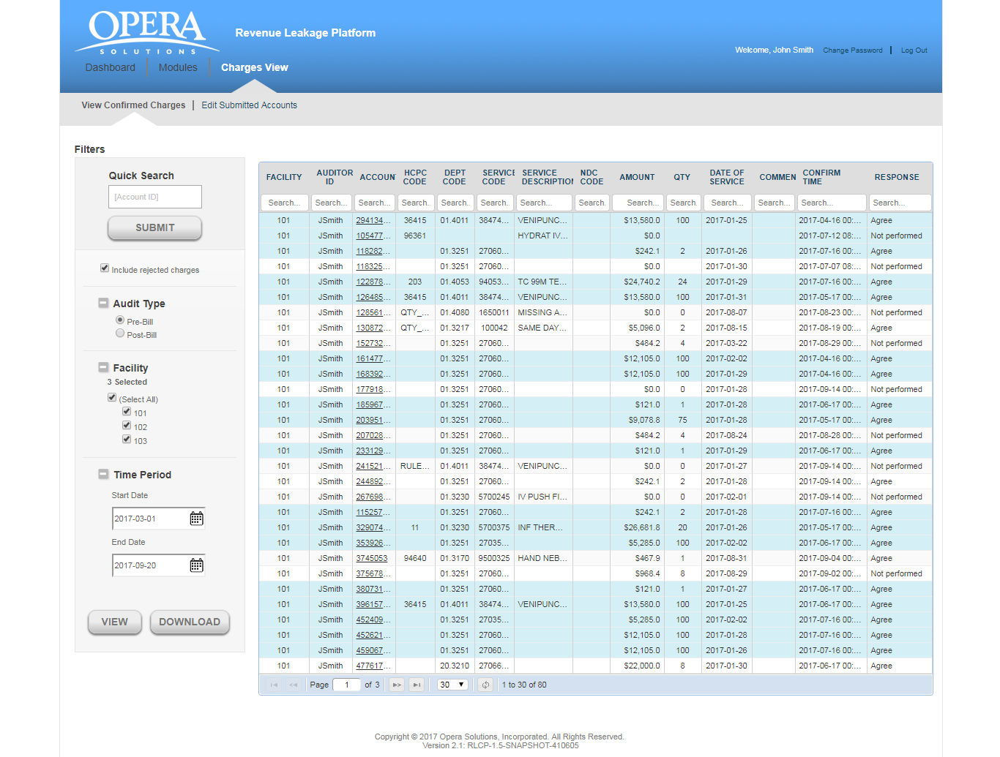 OPERA
SOLUTIONS
Revenue Leakage Platform
Welcome, John Smith Change Password | Log Out
Dashboard Modules Charges View
View Confirmed Charges | Edit Submitted Accounts
Filters
Quick Search
[Account ID]
SUBMIT
Include rejected charges
Audit Type
Pre-Bill
Post-Bill
Facility
3 Selected
(Select All)
101
102
103
Time Period
Start Date
2017-03-01
End Date
2017-09-20
VIEW DOWNLOAD
FACILITY AUDITOR ID ACCOUN HCPC CODE DEPT CODE SERVICE CODE SERVICE DESCRIPTION NDC CODE AMOUNT QTY DATE OF SERVICE COMMEN CONFIRM TIME RESPONSE
Search... Search... Search... Search.. Search.. Search.. Search... Search. Search... Search. Search... Search... Search... Search...
101 JSmith 294134... 36415 01.4011 38474... VENIPUNC... $13,580.0 100 2017-01-25 2017-04-16 00:... Agree
101 JSmith 105477... 96361 HYDRAT IV... $0.0 2017-07-12 08:... Not performed
101 JSmith 118282... 01.3251 27060... $242.1 2 2017-01-26 2017-07-16 00:... Agree
101 JSmith 118325... 01.3251 27060... $0.0 2017-01-30 2017-07-07 08:... Not performed
101 JSmith 122878... 203 01.4053 94053... TC 99M TE... $24,740.2 24 2017-01-29 2017-07-16 00:... Agree
101 JSmith 126485... 36415 01.4011 38474... VENIPUNC... $13,580.0 100 2017-01-31 2017-05-17 00:... Agree
101 JSmith 128561... QTY_... 01.4080 1650011 MISSING A... $0.0 0 2017-08-07 2017-08-23 00:... Not performed
101 JSmith 130872... QTY_... 01.3217 100042 SAME DAY... $5,096.0 2 2017-08-15 2017-08-19 00:... Agree
101 JSmith 152732... 01.3251 27060... $484.2 4 2017-03-22 2017-08-29 00:... Not performed
101 JSmith 161477... 01.3251 27060... $12,105.0 100 2017-02-02 2017-04-16 00:... Agree
101 JSmith 168392... 01.3251 27060... $12,105.0 100 2017-01-29 2017-04-16 00:... Agree
101 JSmith 177918... 01.3251 27060... $0.0 0 2017-01-28 2017-09-14 00:... Not performed
101 JSmith 185967... 01.3251 27060... $121.0 1 2017-01-28 2017-06-17 00:... Agree
101 JSmith 203951... 01.3251 27060... $9,078.8 75 2017-01-28 2017-05-17 00:... Agree
101 JSmith 207028... 01.3251 27060... $484.2 4 2017-08-24 2017-08-28 00:... Not performed
101 JSmith 233129... 01.3251 27060... $121.0 1 2017-01-29 2017-06-17 00:... Agree
101 JSmith 241521... RULE... 01.4011 38474... VENIPUNC... $0.0 0 2017-01-27 2017-09-14 00:... Not performed
101 JSmith 244892... 01.3251 27060... $242.1 2 2017-01-28 2017-09-14 00:... Agree
101 JSmith 267698... 01.3230 5700245 IV PUSH FI... $0.0 0 2017-02-01 2017-09-14 00:... Not performed
101 JSmith 115257... 01.3251 27060... $242.1 2 2017-01-28 2017-07-16 00:... Agree
101 JSmith 329074... 11 01.3230 5700375 INF THER... $26,681.8 20 2017-01-26 2017-05-17 00:... Agree
101 JSmith 353926... 01.3251 27035... $5,285.0 100 2017-02-02 2017-06-17 00:... Agree
101 JSmith 3745053 94640 01.3170 9500325 HAND NEB... $467.9 1 2017-08-31 2017-09-04 00:... Agree
101 JSmith 375678... 01.3251 27060... $968.4 8 2017-08-29 2017-09-02 00:... Not performed
101 JSmith 380731... 01.3251 27060... $121.0 1 2017-01-27 2017-06-17 00:... Agree
101 JSmith 396157... 36415 01.4011 38474... VENIPUNC... $13,580.0 100 2017-01-25 2017-06-17 00:... Agree
101 JSmith 452409... 01.3251 27035... $5,285.0 100 2017-02-02 2017-07-16 00:... Agree
101 JSmith 452621... 01.3251 27060... $12,105.0 100 2017-01-28 2017-07-16 00:... Agree
101 JSmith 459067... 01.3251 27060... $12,105.0 100 2017-01-26 2017-07-16 00:... Agree
101 JSmith 477617... 20.3210 27066... $22,000.0 8 2017-01-30 2017-06-17 00:... Agree
Page 1 of 3 30 1 to 30 of 80
Copyright © 2017 Opera Solutions, Incorporated. All Rights Reserved.
Version 2.1: RLCP-1.5-SNAPSHOT-410605